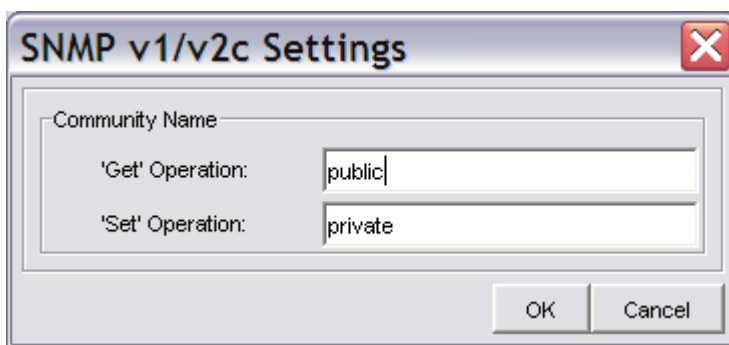 SNMP v1/v2c Settings
Community Name
'Get' Operation: public
'Set' Operation: private
OK Cancel